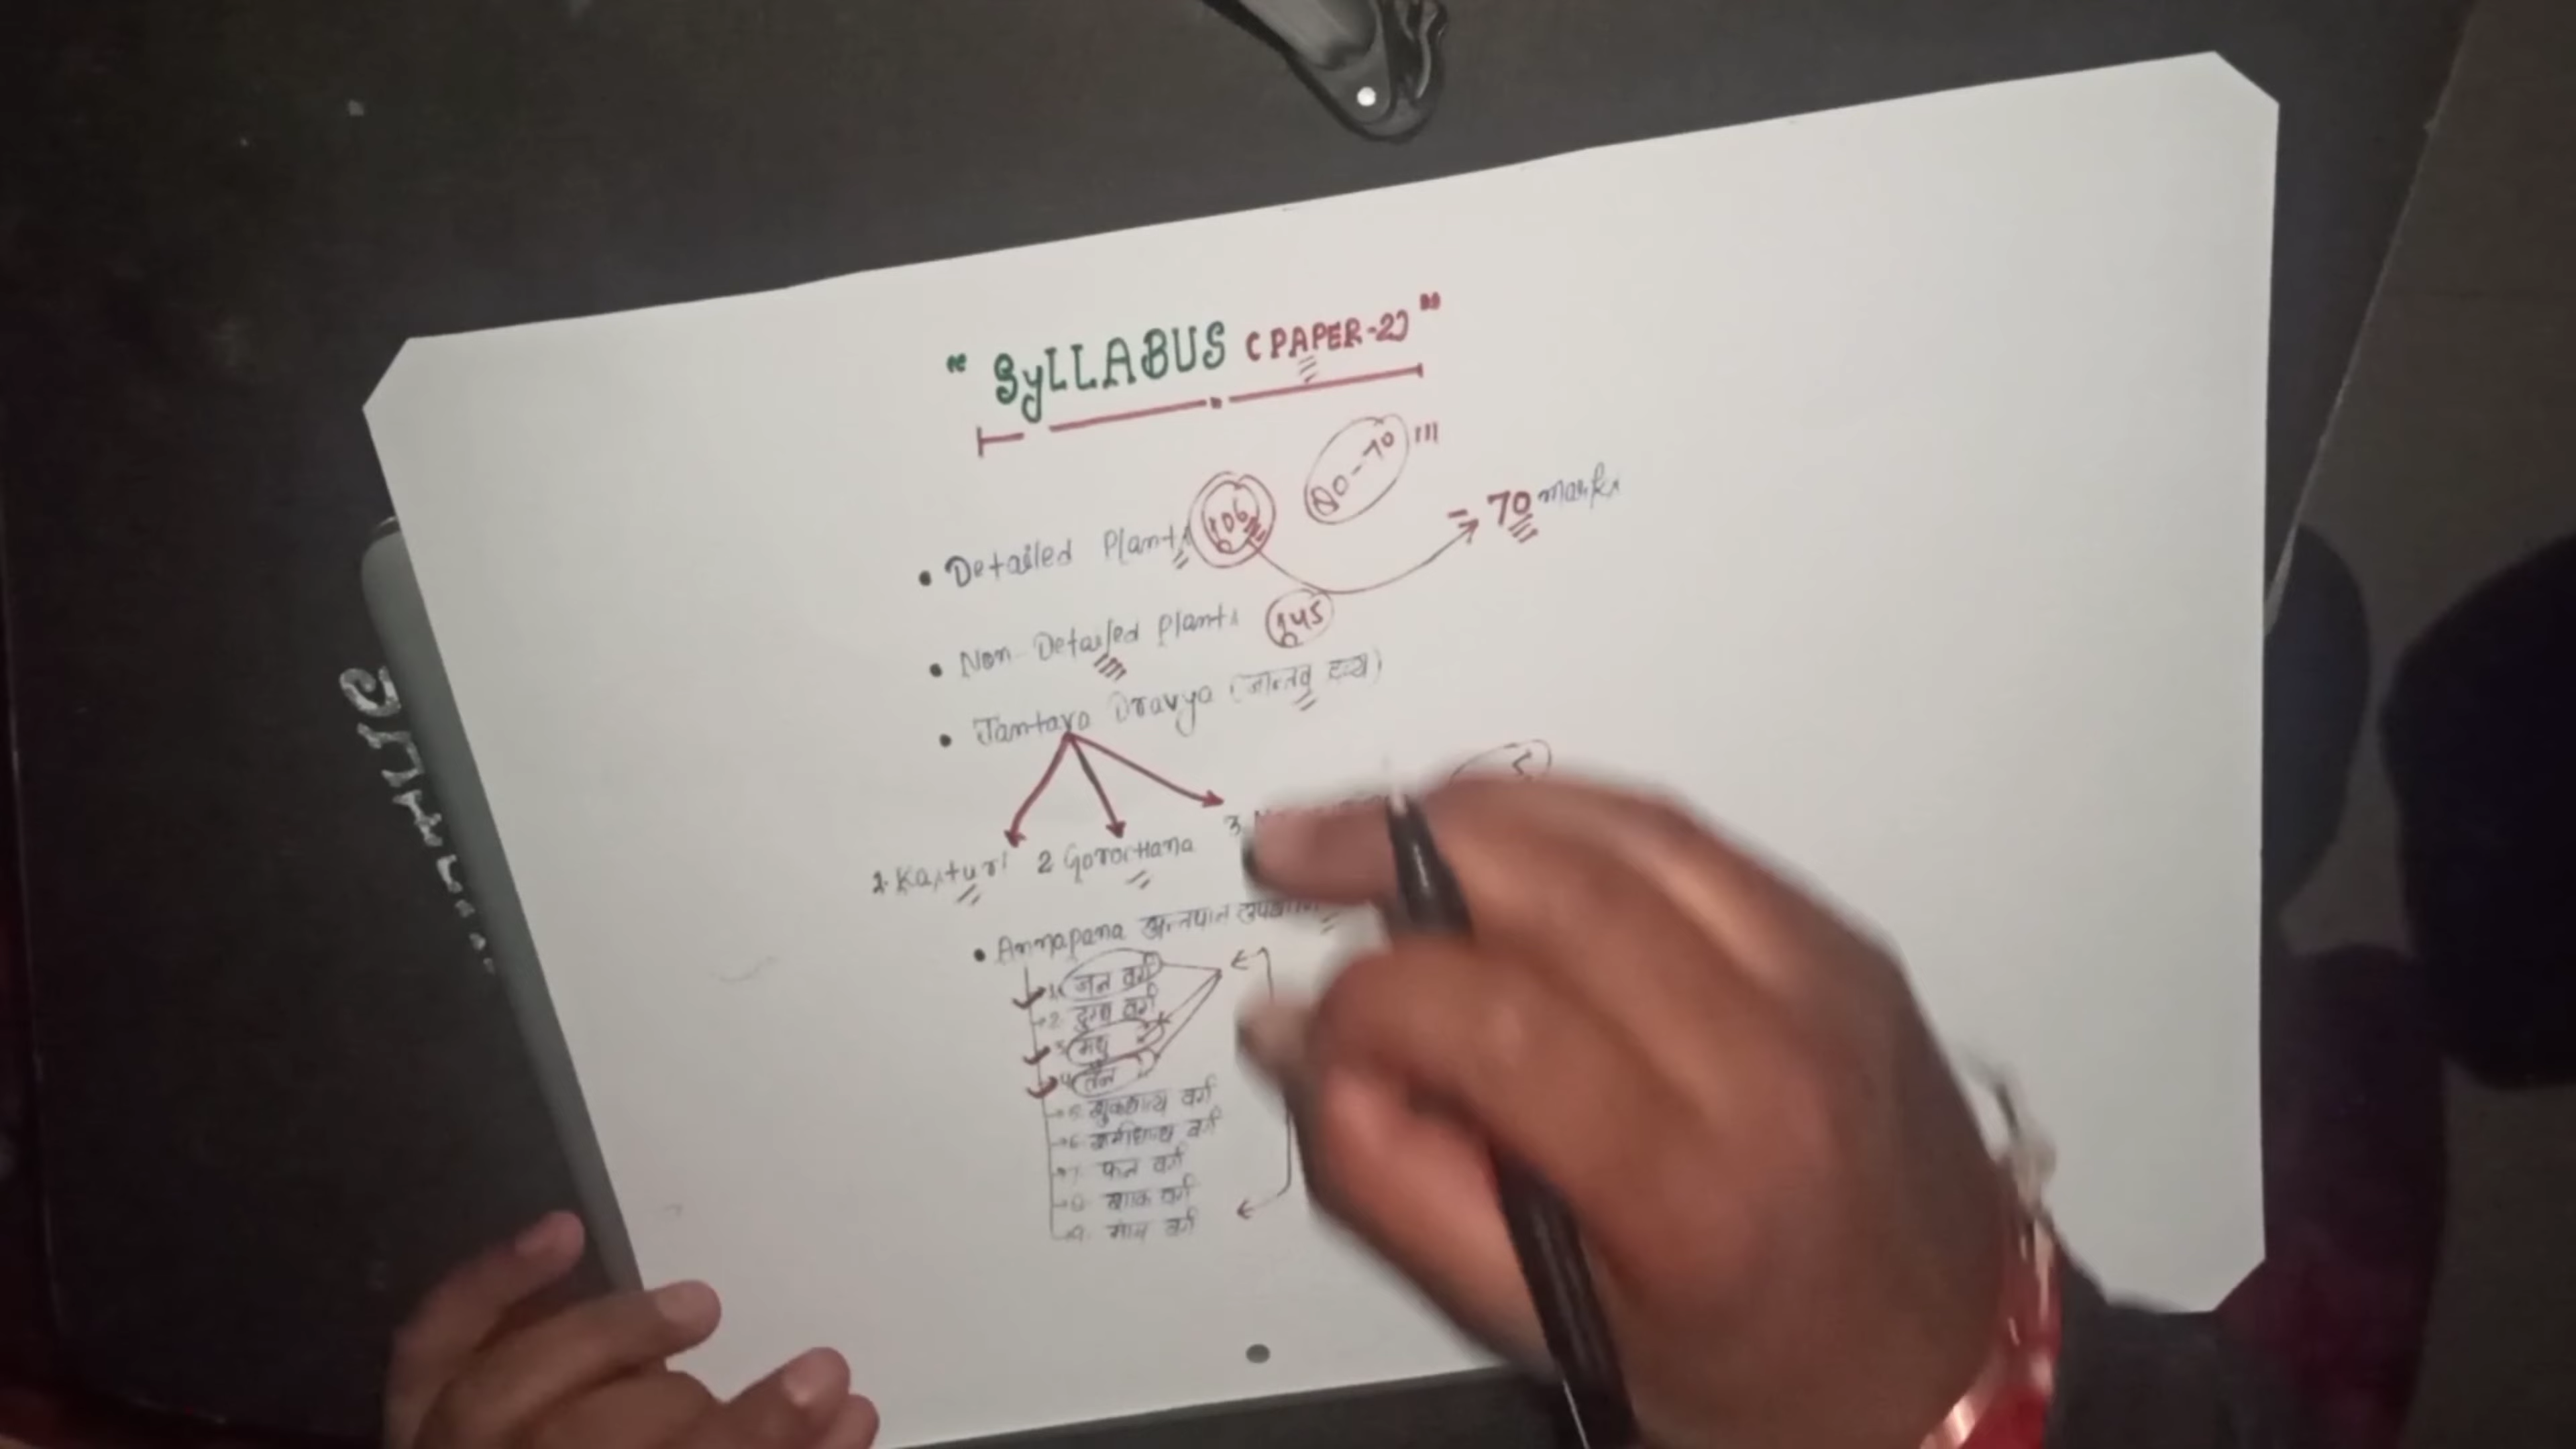 " SyLLABUS (PAPER-2) "
80-70
• Detailed Plants 106 = 70 marks
• Non-Detailed plants 145
• Jantava Dravya (जान्तव द्रव्य)
1. Kasturi 2 Gorochana 3
• Annapana अन्नपान
1. जल वर्ग
2. दुग्ध वर्ग
3. मधु
4. तैल
5. शुकधान्य वर्ग
6. शमीधान्य वर्ग
7. फल वर्ग
8. शाक वर्ग
9. मांस वर्ग